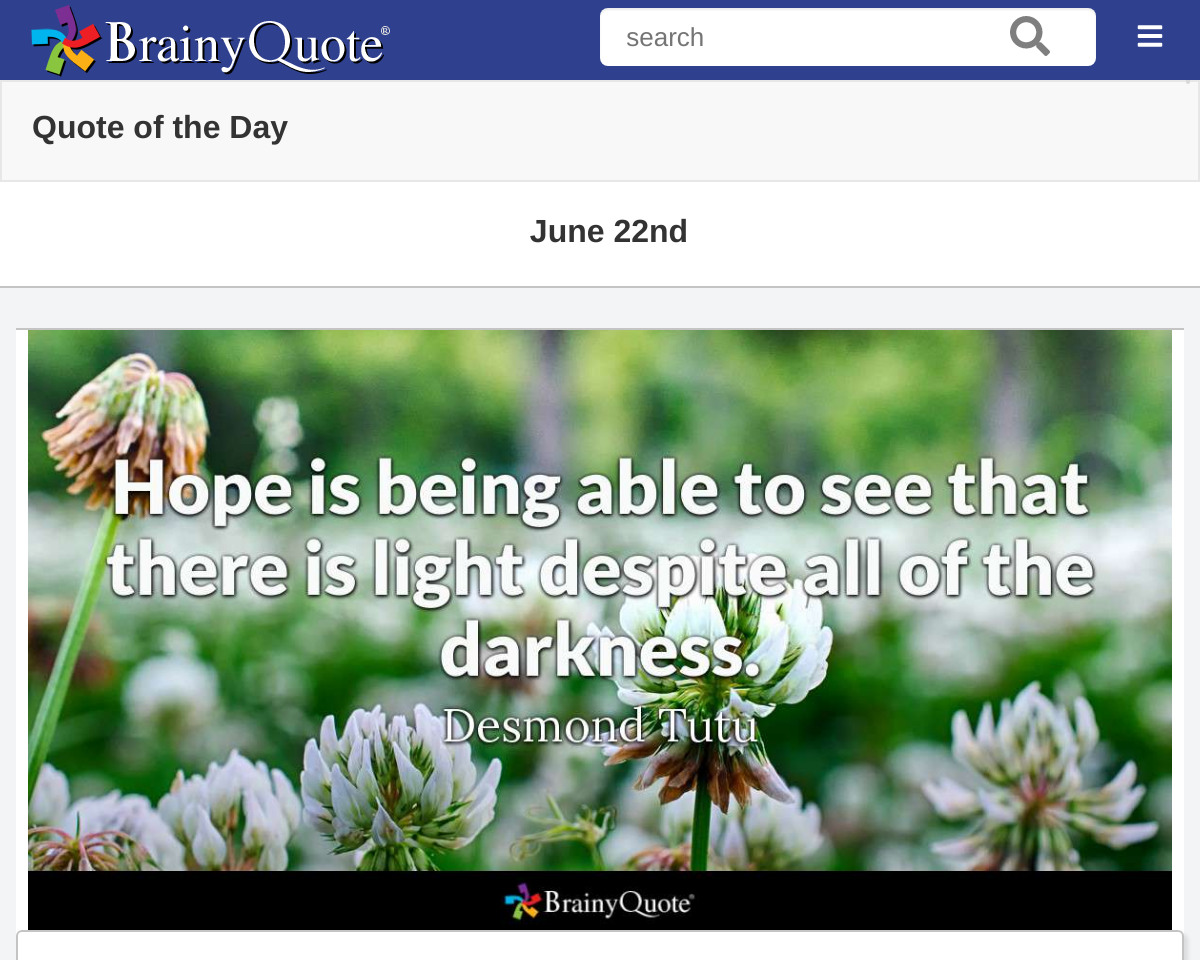 BrainyQuote®
search
Quote of the Day
June 22nd
Hope is being able to see that
there is light despite all of the
darkness.
Desmond Tutu
BrainyQuote®